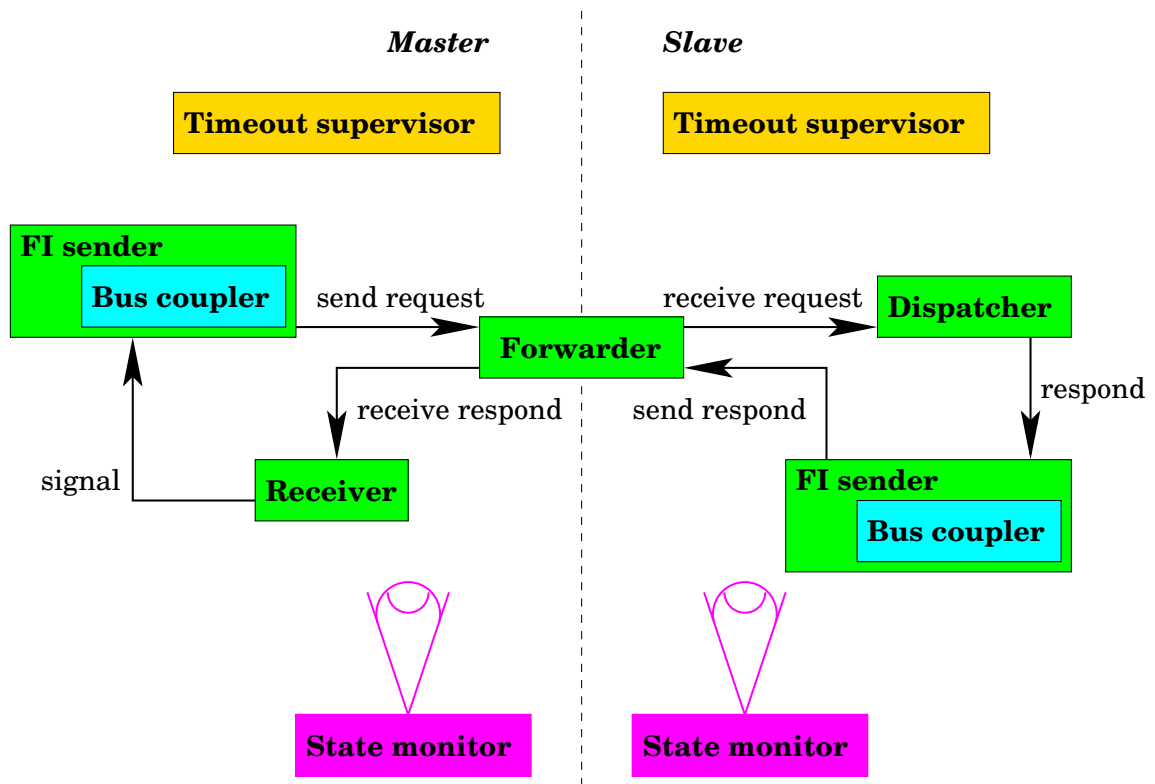 Master
Slave
Timeout supervisor
Timeout supervisor
FI sender
Bus coupler
send request
receive request
Dispatcher
Forwarder
respond
receive respond
send respond
signal
Receiver
FI sender
Bus coupler
State monitor
State monitor